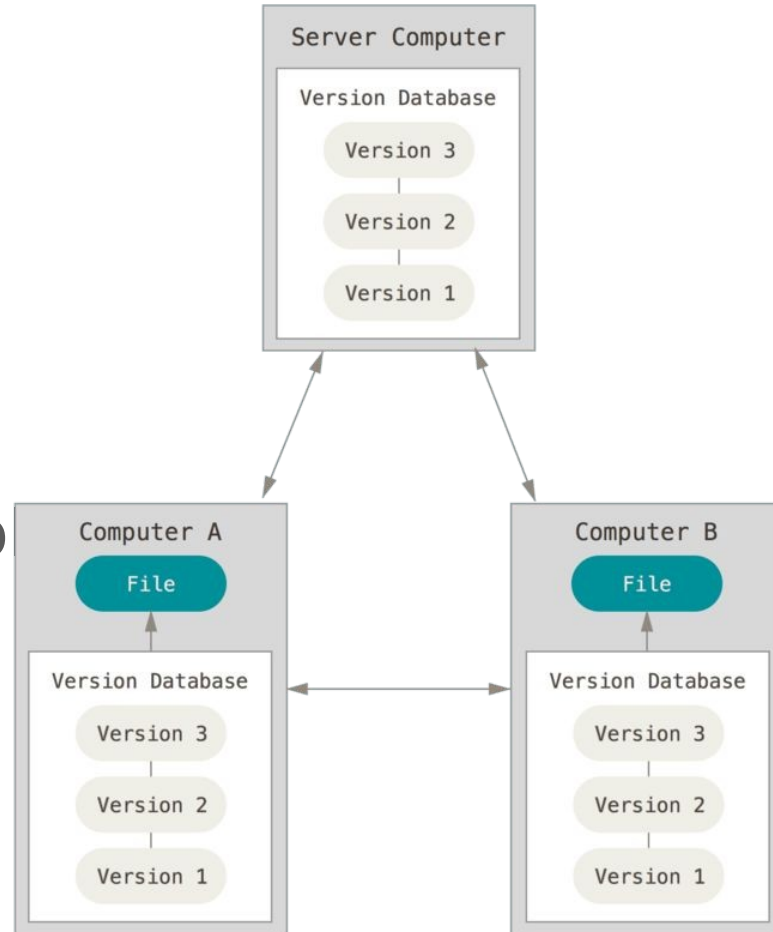 Server Computer
Version Database
Version 3
Version 2
Version 1
Computer A
File
Version Database
Version 3
Version 2
Version 1
Computer B
File
Version Database
Version 3
Version 2
Version 1